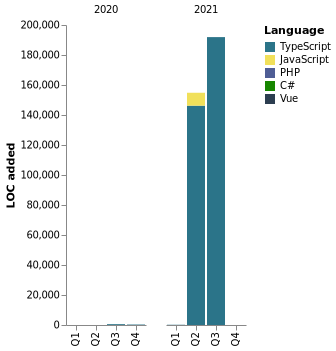 2020 2021
Language
TypeScript
JavaScript
PHP
C#
Vue
LOC added
200,000
180,000
160,000
140,000
120,000
100,000
80,000
60,000
40,000
20,000
0
Q1 Q2 Q3 Q4 Q1 Q2 Q3 Q4